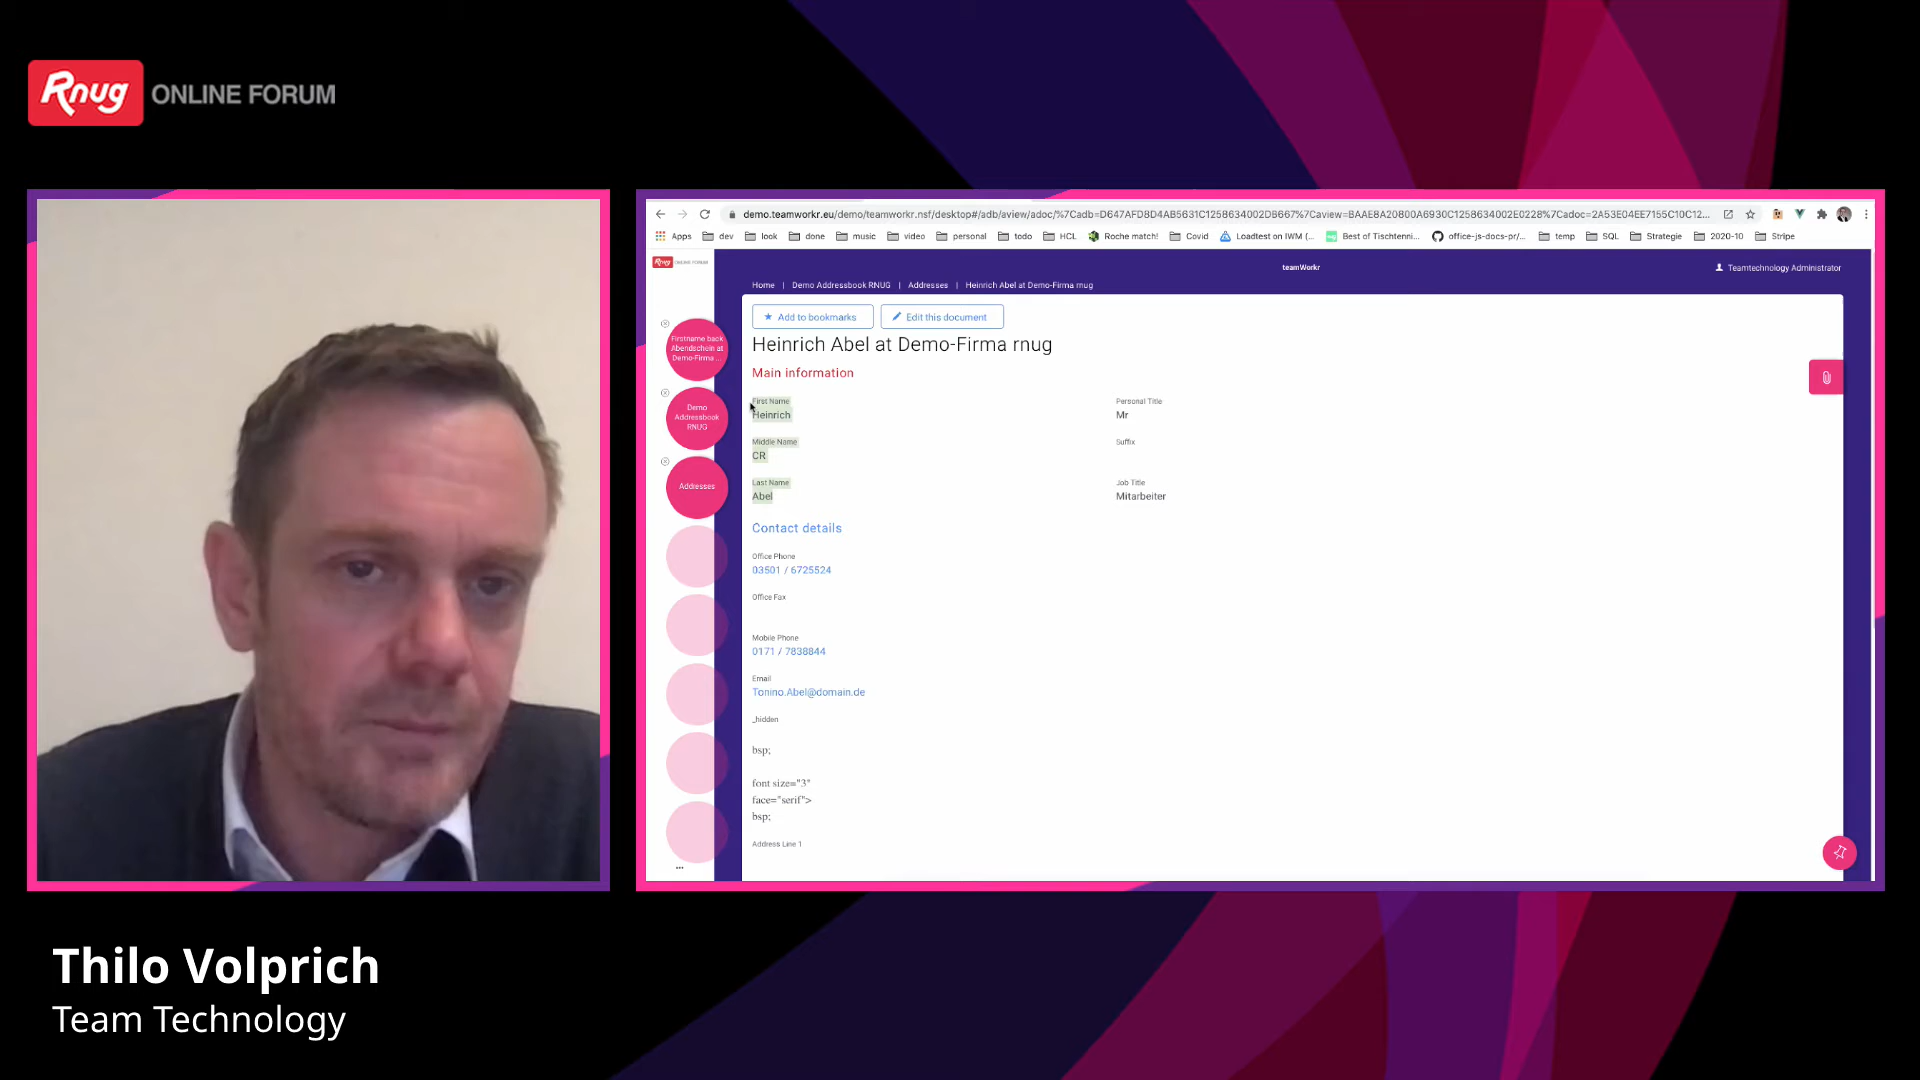 Rnug ONLINE FORUM
demo.teamworkr.eu/demo/teamworkr.nsf/desktop#/adb/aview/adoc/%7Cadb=D647AFD8D4AB5631C1258634002DB667%7Caview=BAAE8A20800A6930C1258634002E0228%7Cadoc=2A53E04EE7155C10C12...
Apps dev look done music video personal todo HCL Roche match! Covid Loadtest on IWM (... Best of Tischtenni... office-js-docs-pr/... temp SQL Strategie 2020-10 Stripe
Rnug ONLINE FORUM
teamWorkr
Teamtechnology Administrator
Home | Demo Addressbook RNUG | Addresses | Heinrich Abel at Demo-Firma rnug
Add to bookmarks Edit this document
Firstname back
Abendschein at
Demo-Firma ...
Demo
Addressbook
RNUG
Addresses
...
Heinrich Abel at Demo-Firma rnug
Main information
First Name Personal Title
Heinrich Mr
Middle Name Suffix
CR
Last Name Job Title
Abel Mitarbeiter
Contact details
Office Phone
03501 / 6725524
Office Fax
Mobile Phone
0171 / 7838844
Email
Tonino.Abel@domain.de
_hidden
bsp;
font size="3"
face="serif">
bsp;
Address Line 1
Thilo Volprich
Team Technology